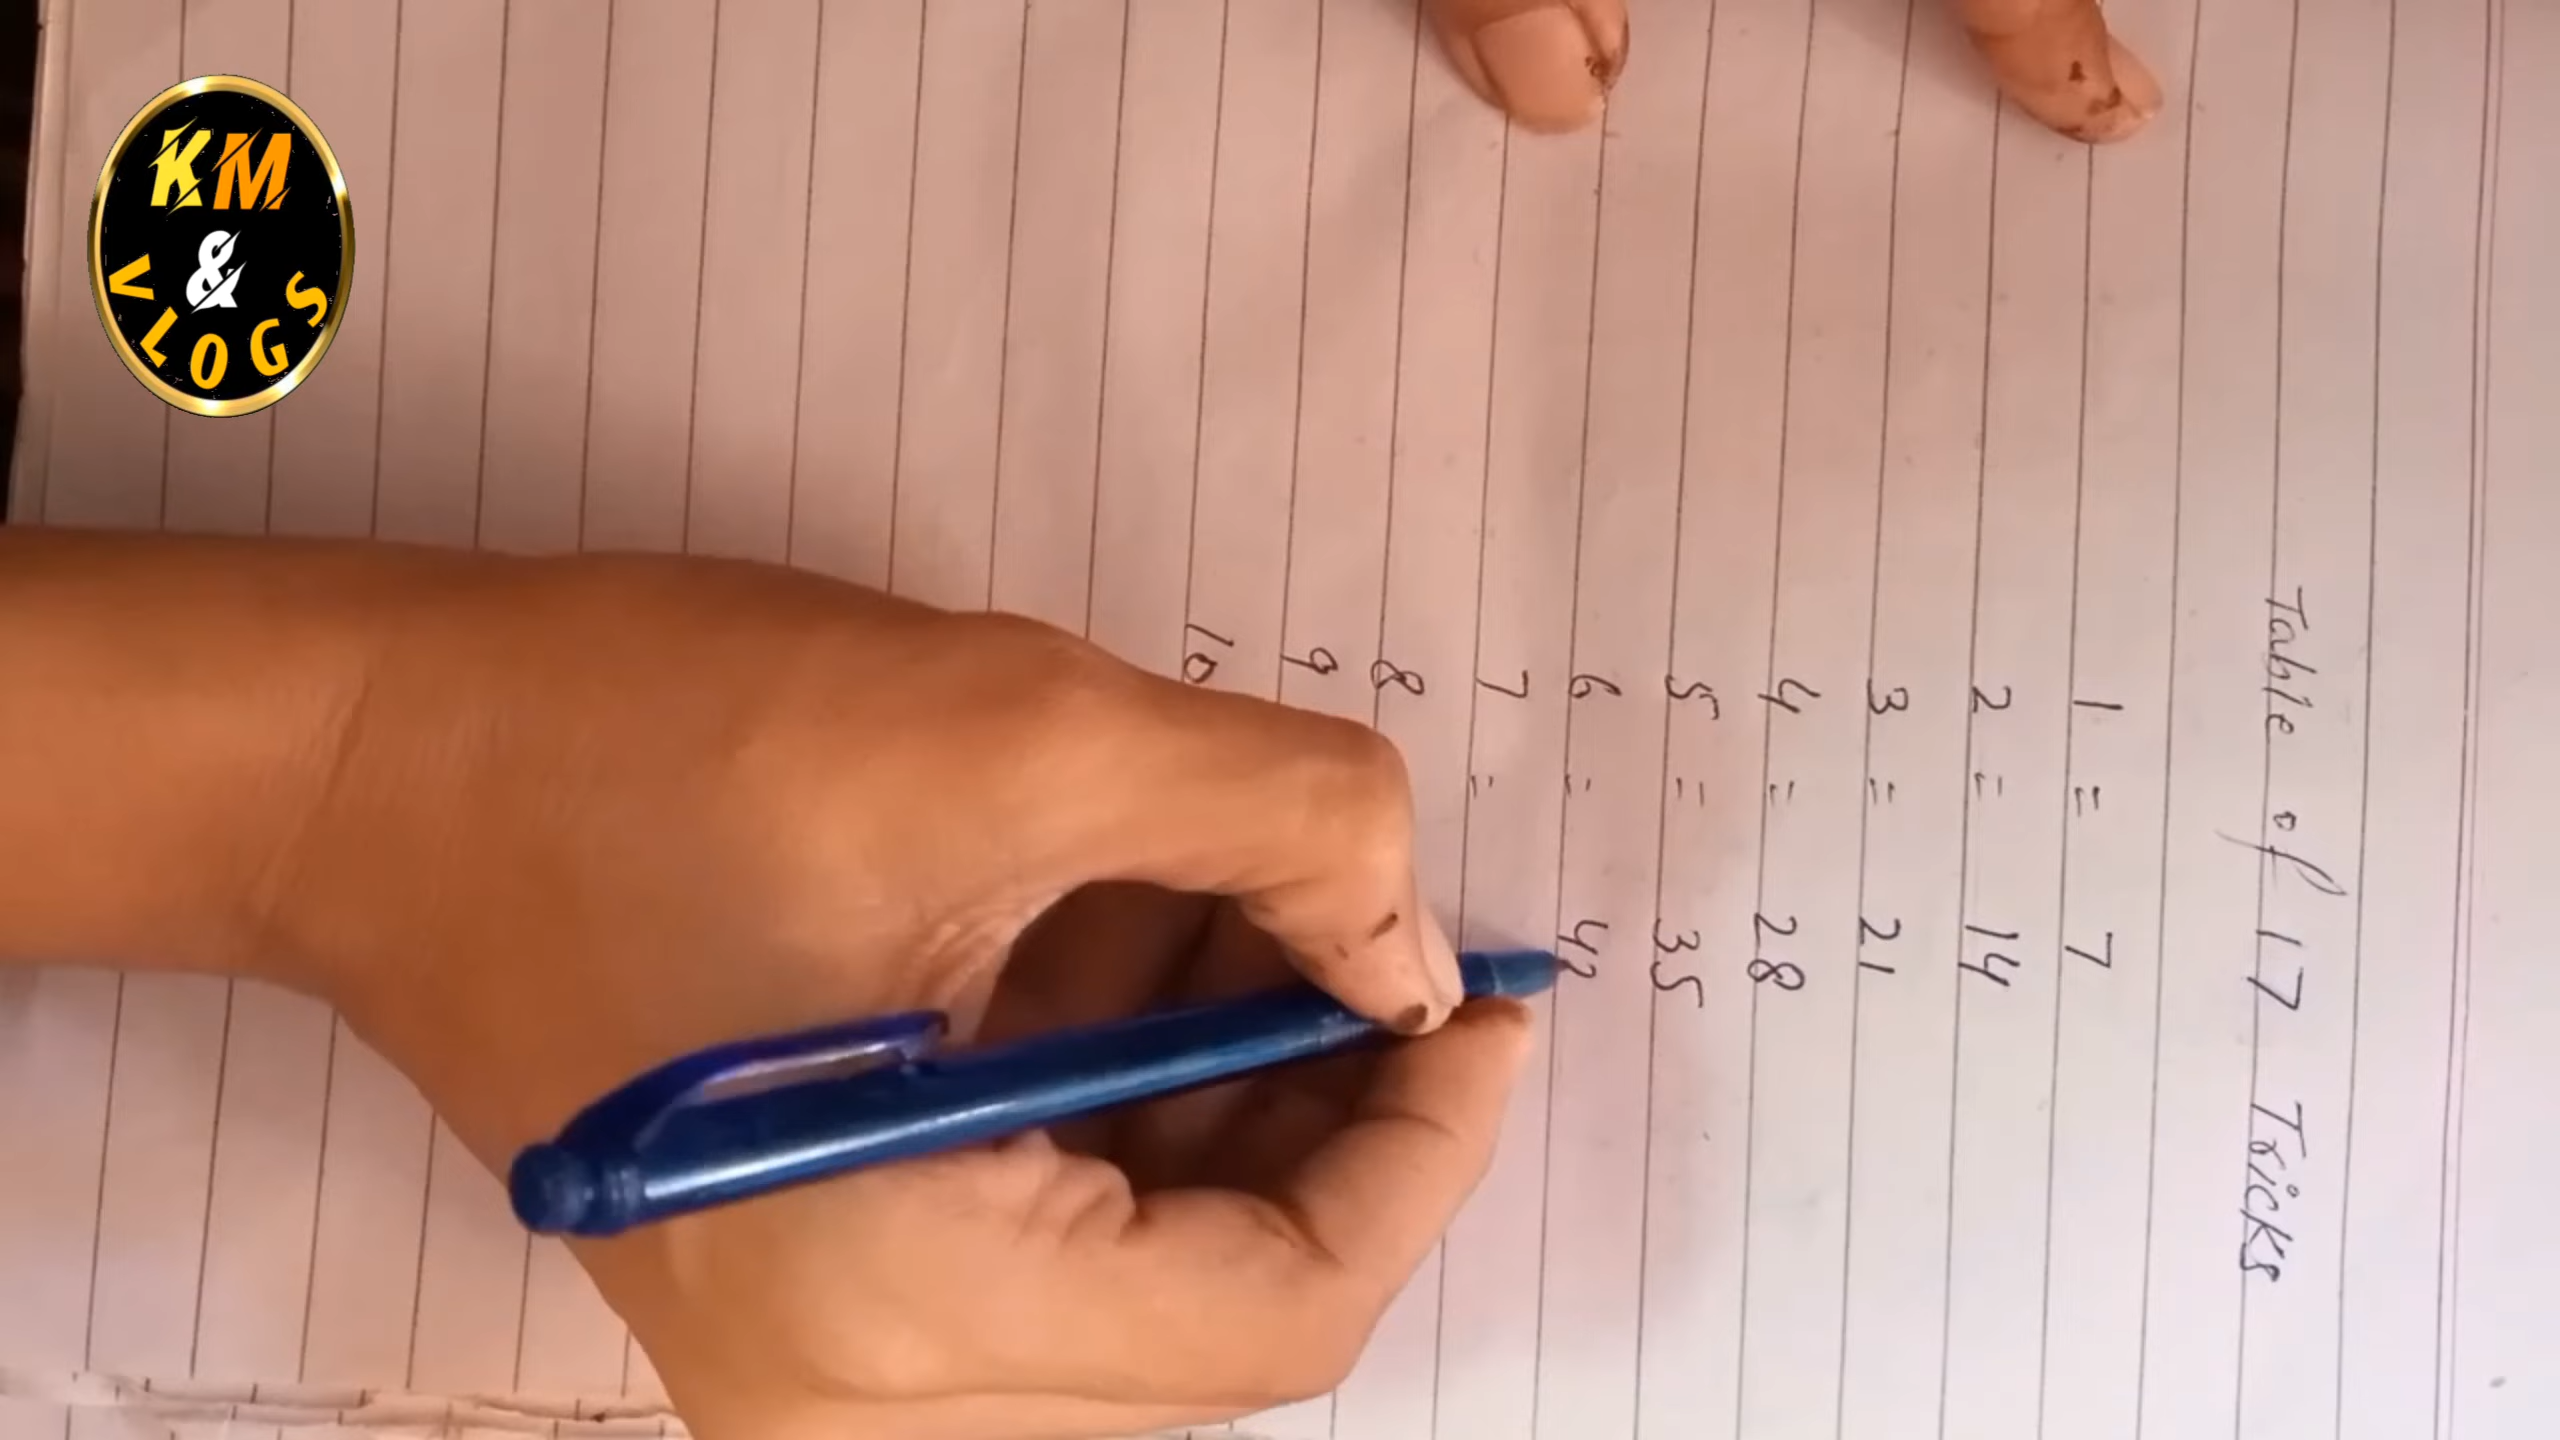 KM
&
VLOGS
Table of 17 Tricks
1 = 7
2 = 14
3 = 21
4 = 28
5 = 35
6 = 42
7 =
8
9
10